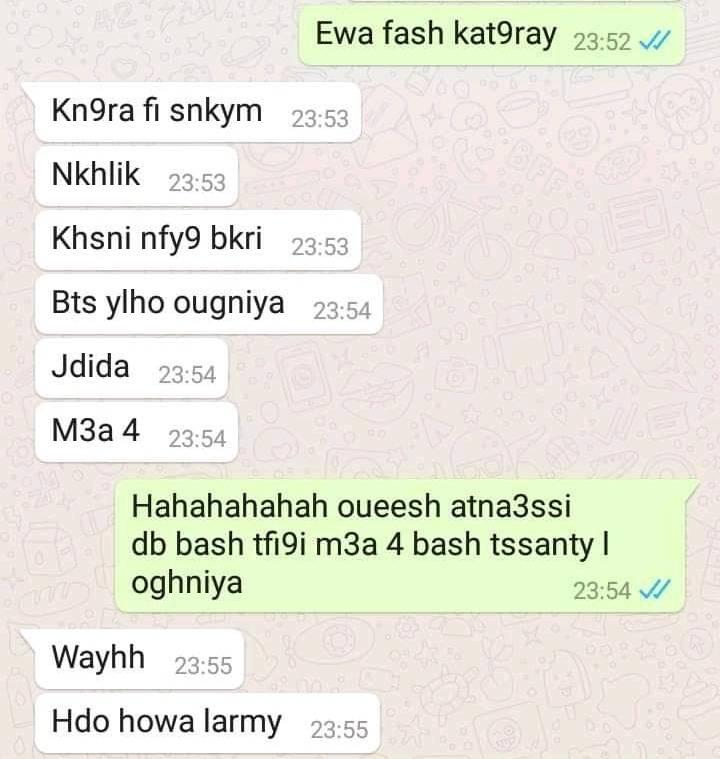 Ewa fash kat9ray 23:52
Kn9ra fi snkym 23:53
Nkhlik 23:53
Khsni nfy9 bkri 23:53
Bts ylho ougniya 23:54
Jdida 23:54
M3a 4 23:54
Hahahahahah oueesh atna3ssi
db bash tfi9i m3a 4 bash tssanty l
oghniya 23:54
Wayhh 23:55
Hdo howa larmy 23:55